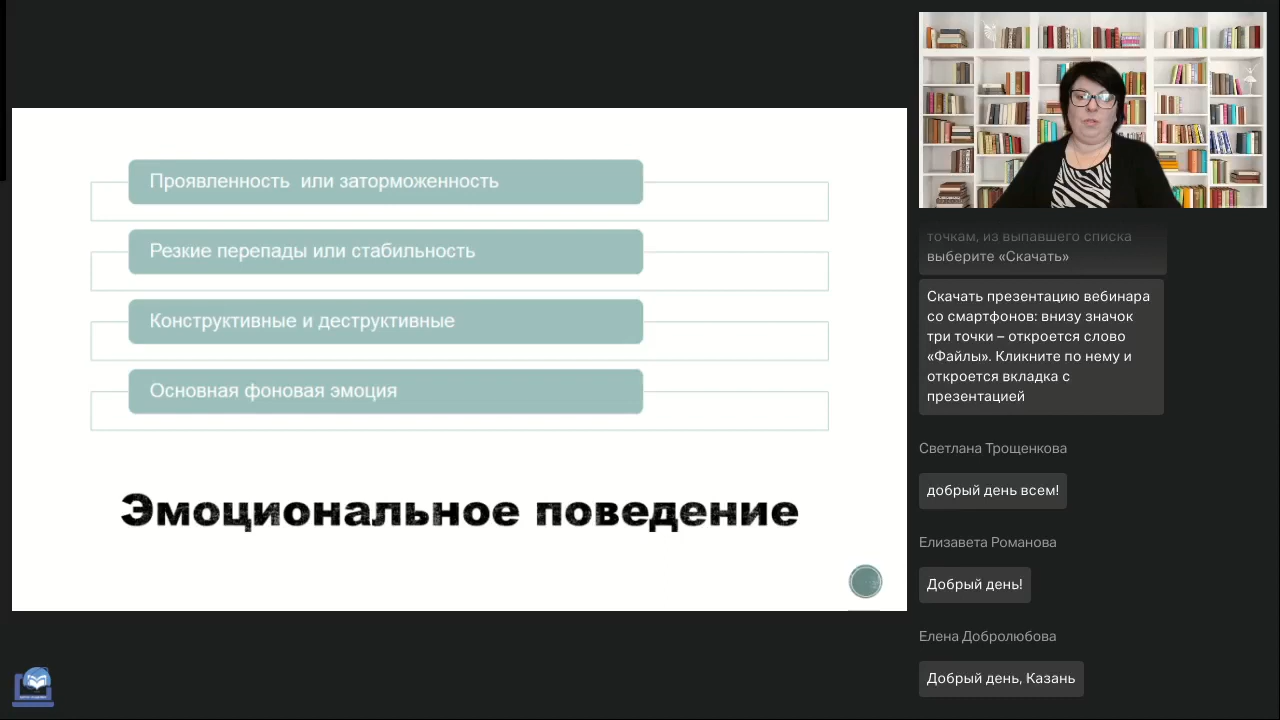 Проявленность или заторможенность
Резкие перепады или стабильность
Конструктивные и деструктивные
Основная фоновая эмоция
Эмоциональное поведение
точкам, из выпавшего списка
выберите «Скачать»
Скачать презентацию вебинара
со смартфонов: внизу значок
три точки – откроется слово
«Файлы». Кликните по нему и
откроется вкладка с
презентацией
Светлана Трощенкова
добрый день всем!
Елизавета Романова
Добрый день!
Елена Добролюбова
Добрый день, Казань